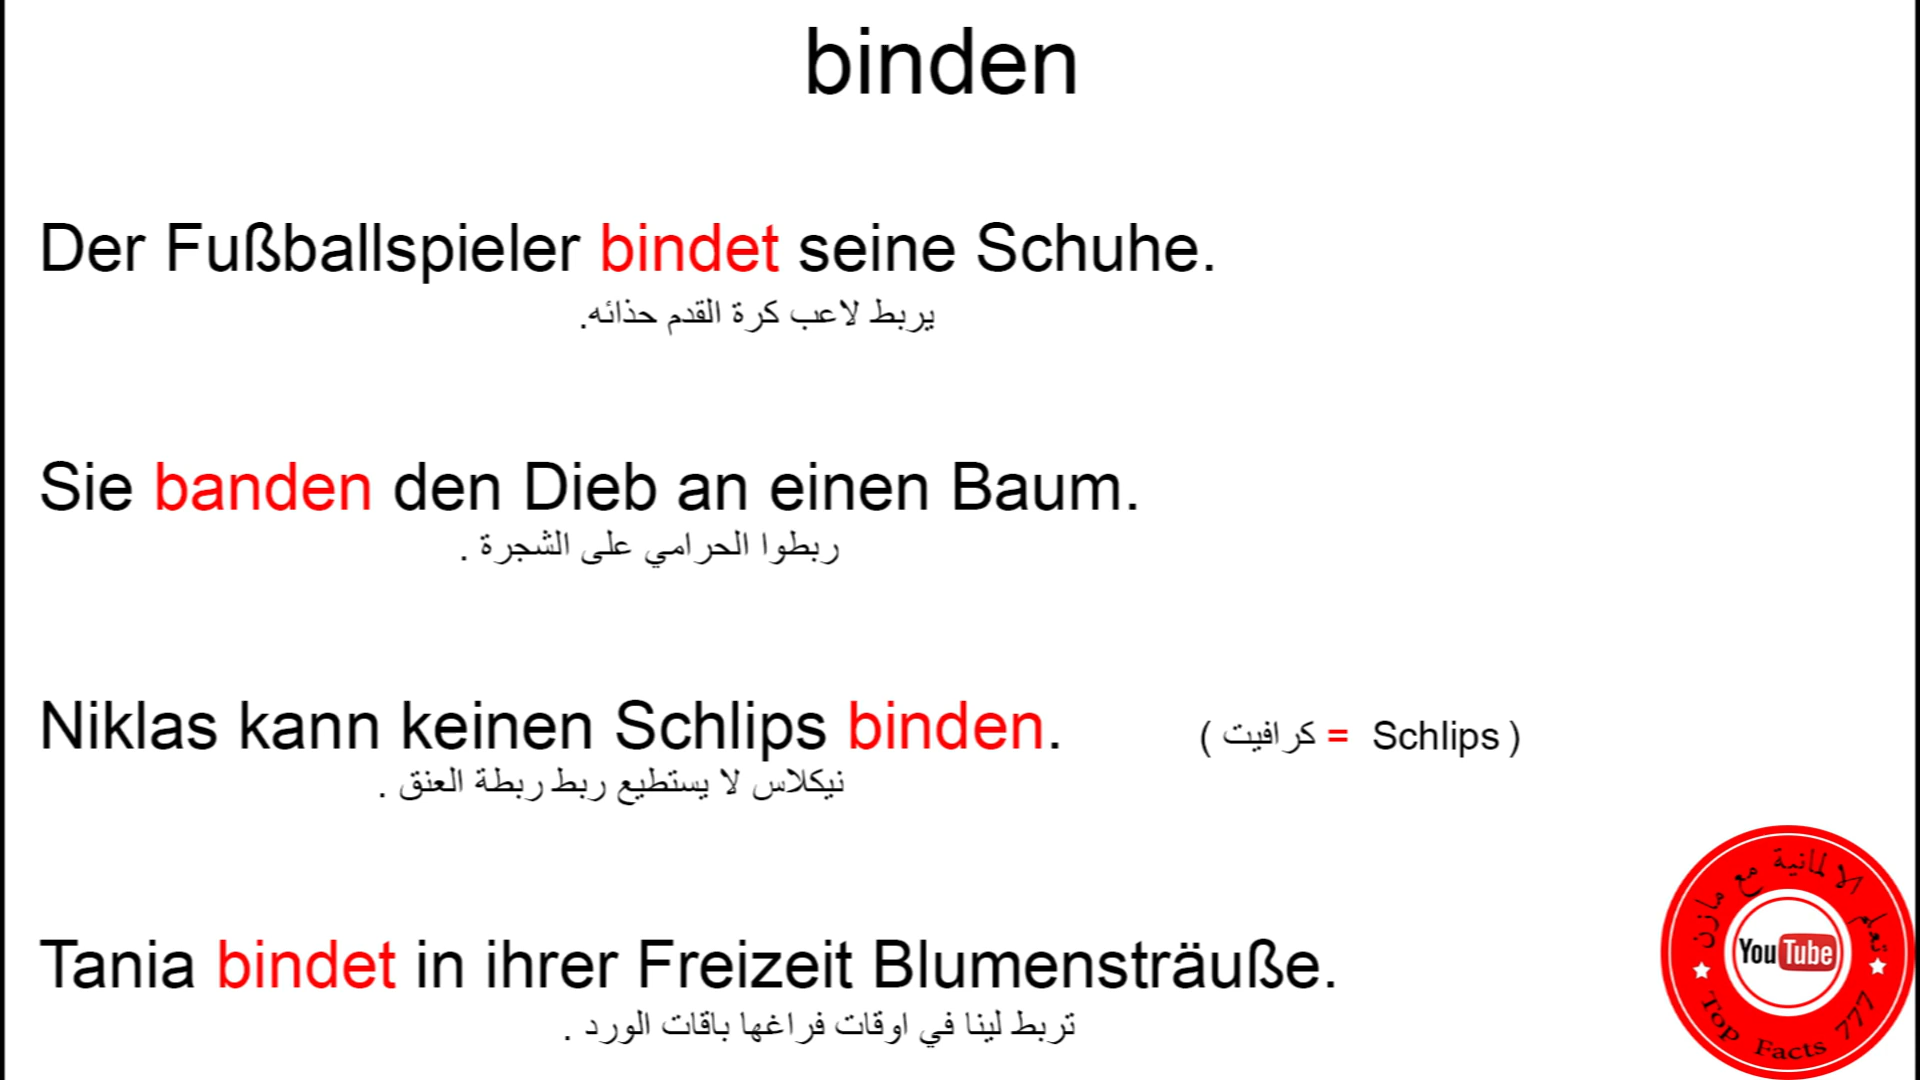 binden
Der Fußballspieler bindet seine Schuhe.
يربط لاعب كرة القدم حذائه.
Sie banden den Dieb an einen Baum.
ربطوا الحرامي على الشجرة .
Niklas kann keinen Schlips binden.
( Schlips = كرافيت )
نيكلاس لا يستطيع ربط ربطة العنق .
Tania bindet in ihrer Freizeit Blumensträuße.
تربط لينا في اوقات فراغها باقات الورد .
تعلم الالمانية مع مازن
YouTube
Top Facts 777